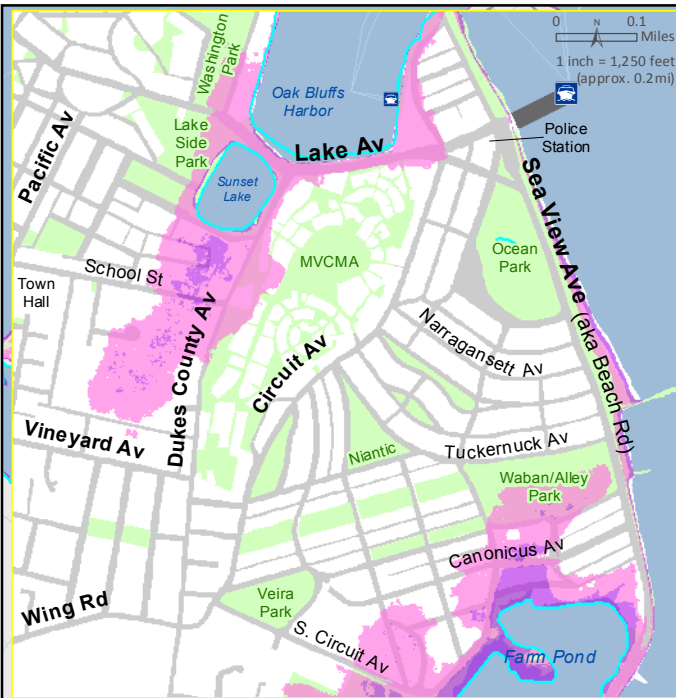 0 N 0.1
Miles
1 inch = 1,250 feet
(approx. 0.2mi)
Washington
Park
Oak Bluffs
Harbor
Police
Station
Lake
Side
Park
Lake Av
Pacific Av
Sunset
Lake
Sea View Ave (aka Beach Rd)
Ocean
Park
MVCMA
School St
Town
Hall
Dukes County Av
Circuit Av
Narragansett Av
Vineyard Av
Tuckernuck Av
Niantic
Waban/Alley
Park
Canonicus Av
Veira
Park
Wing Rd
S. Circuit Av
Farm Pond